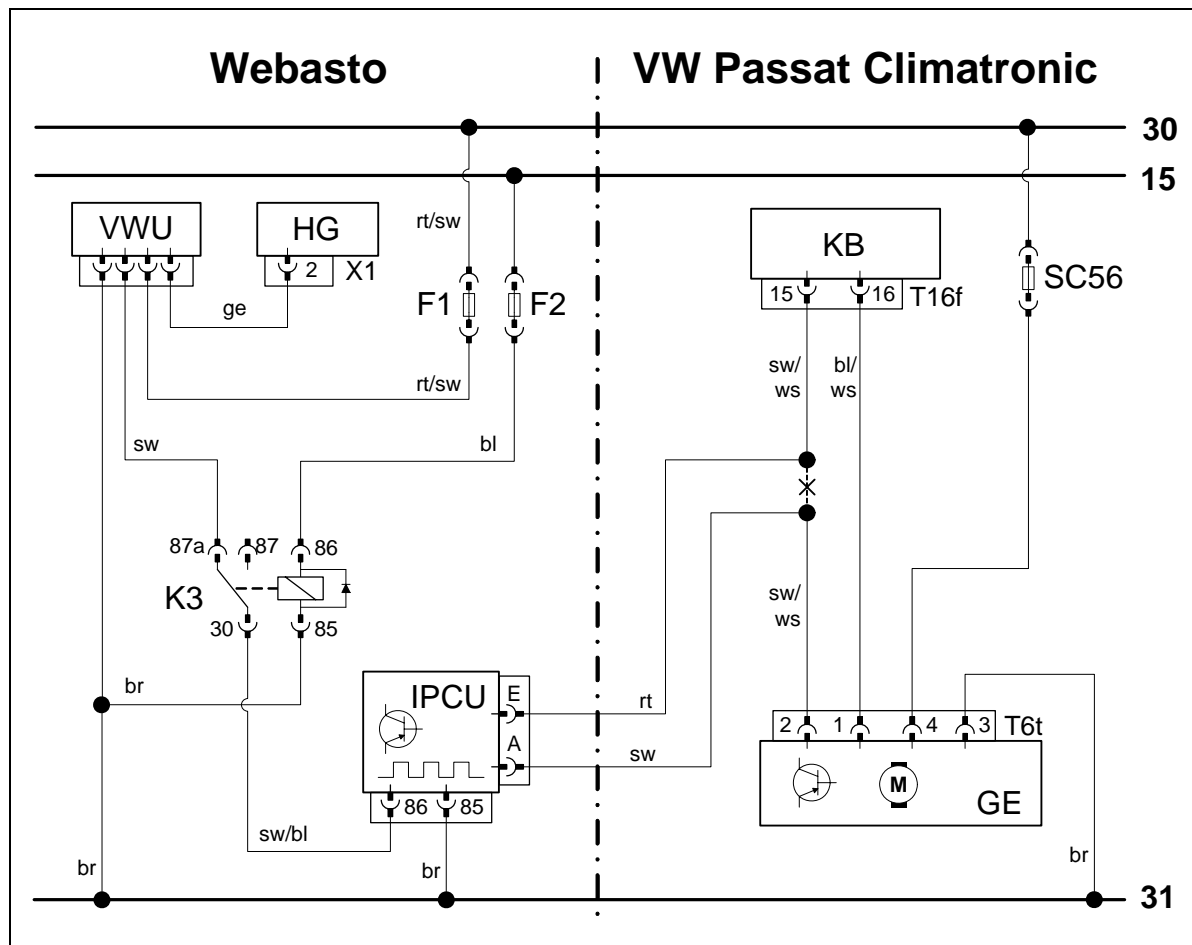 Webasto
VW Passat Climatronic
30
15
VWU
HG
2
X1
rt/sw
KB
15
16
T16f
SC56
F1
F2
ge
rt/sw
sw/
ws
bl/
ws
sw
bl
87a
87
86
K3
30
85
sw/
ws
br
IPCU
E
A
rt
sw
86
85
2
1
4
3
T6t
M
GE
sw/bl
br
br
br
31